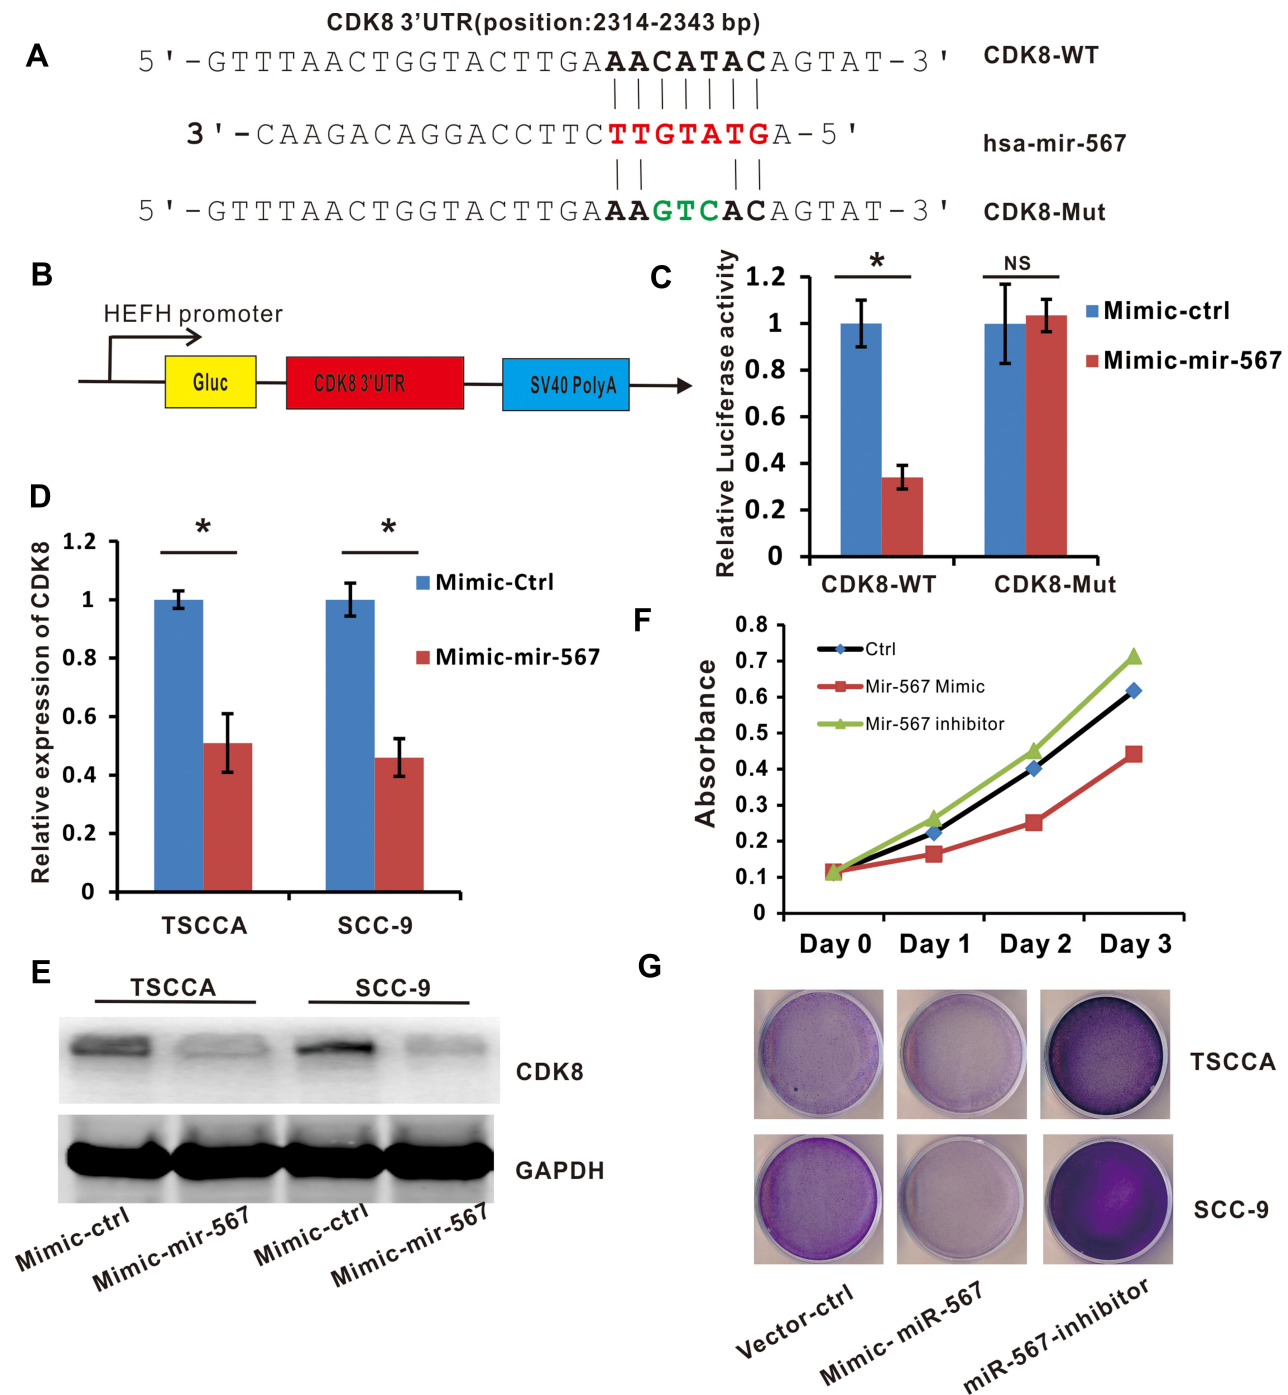 CDK8 3'UTR(position:2314-2343 bp)
A
5'-GTTTAACTGGTACTTGAAACATACAGTAT-3'
CDK8-WT
3'-CAAGACAGGACCTTCTTGTATGA-5'
hsa-mir-567
5'-GTTTAACTGGTACTTGAAAGTCACAGTAT-3'
CDK8-Mut
B
HEFH promoter
Gluc
CDK8 3'UTR
SV40 PolyA
C
Relative Luciferase activity
1.2
1
0.8
0.6
0.4
0.2
0
*
NS
Mimic-ctrl
Mimic-mir-567
CDK8-WT
CDK8-Mut
D
Relative expression of CDK8
1.2
1
0.8
0.6
0.4
0.2
0
*
*
Mimic-Ctrl
Mimic-mir-567
TSCCA
SCC-9
F
Absorbance
0.8
0.7
0.6
0.5
0.4
0.3
0.2
0.1
0
Ctrl
Mir-567 Mimic
Mir-567 inhibitor
Day 0
Day 1
Day 2
Day 3
E
TSCCA
SCC-9
CDK8
GAPDH
Mimic-ctrl
Mimic-mir-567
Mimic-ctrl
Mimic-mir-567
G
TSCCA
SCC-9
Vector-ctrl
Mimic- miR-567
miR-567-inhibitor